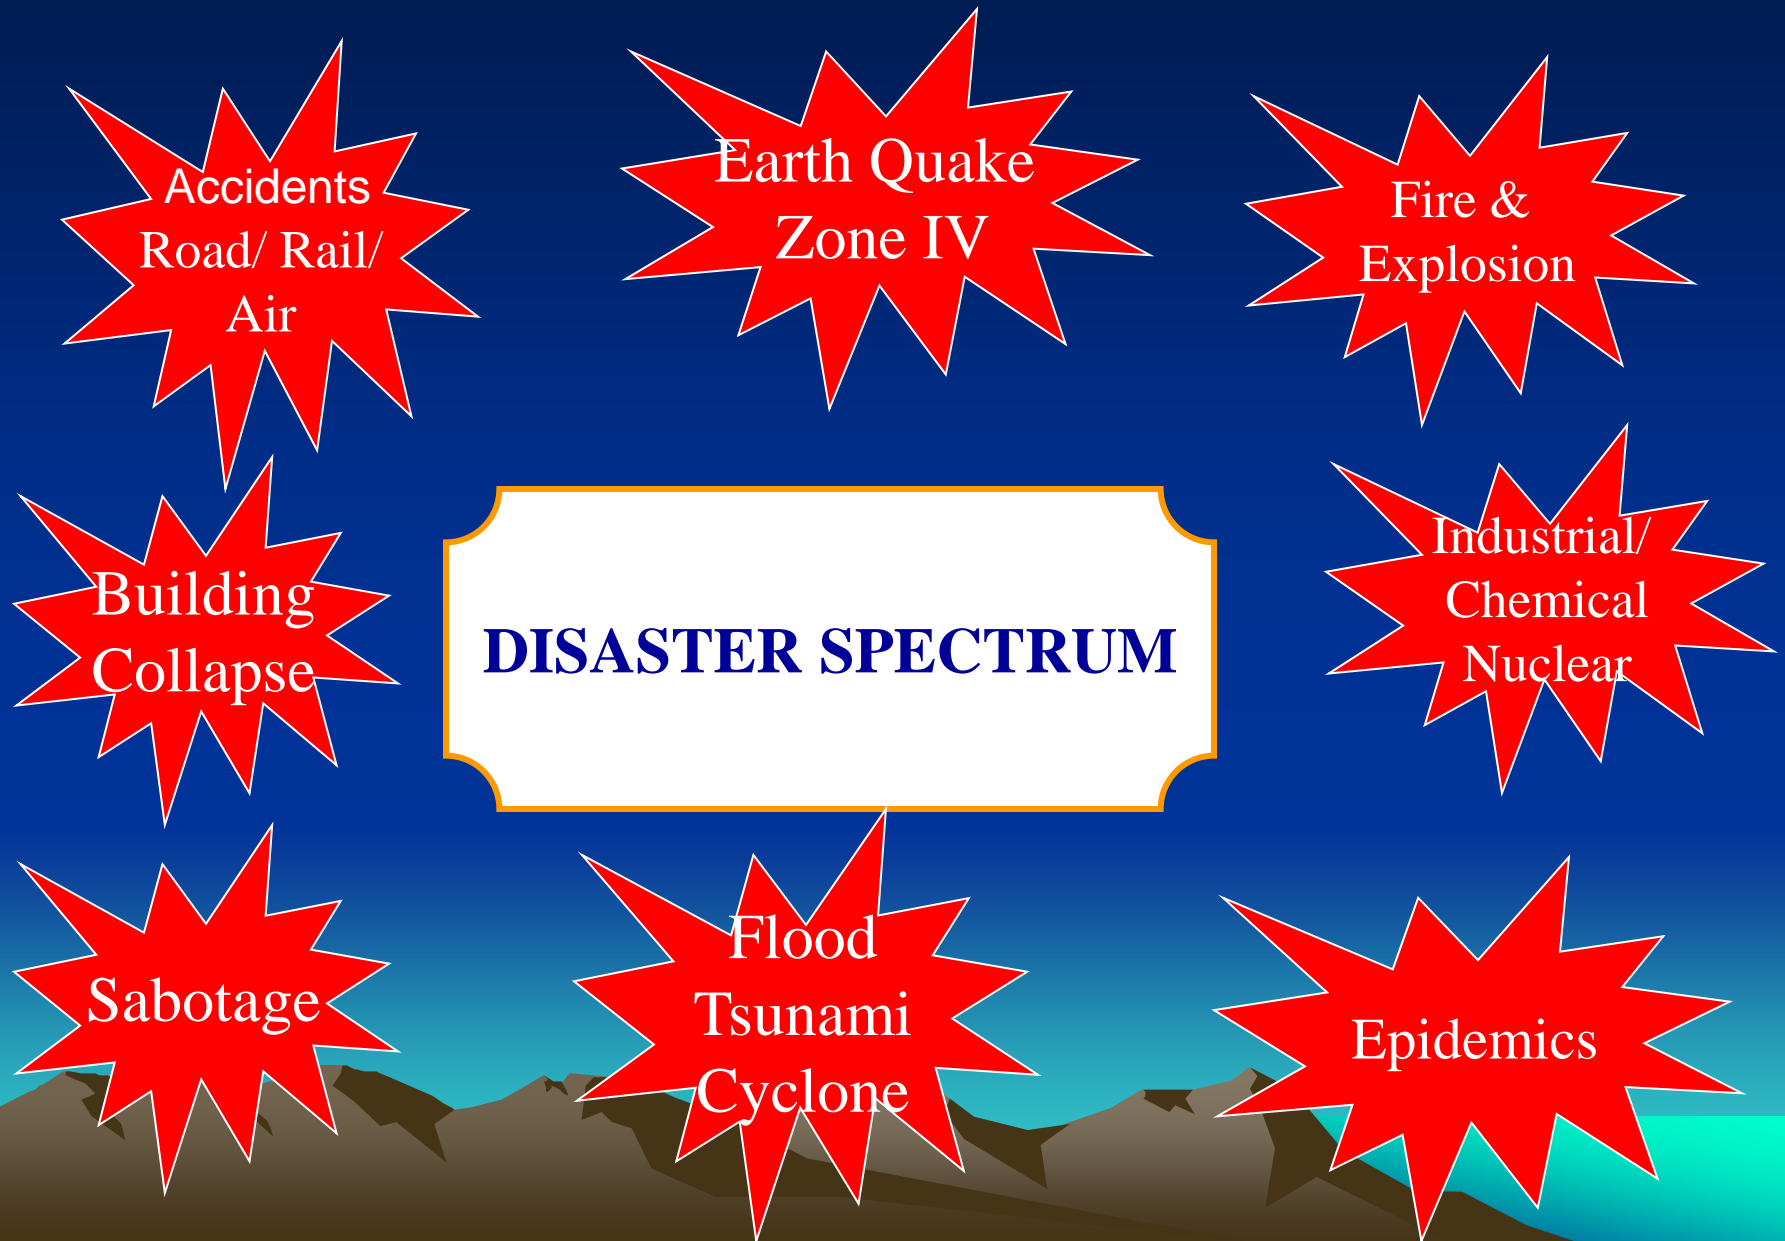 Accidents
Road/ Rail/
Air
Earth Quake
Zone IV
Fire &
Explosion
Building
Collapse
DISASTER SPECTRUM
Industrial/
Chemical
Nuclear
Sabotage
Flood
Tsunami
Cyclone
Epidemics